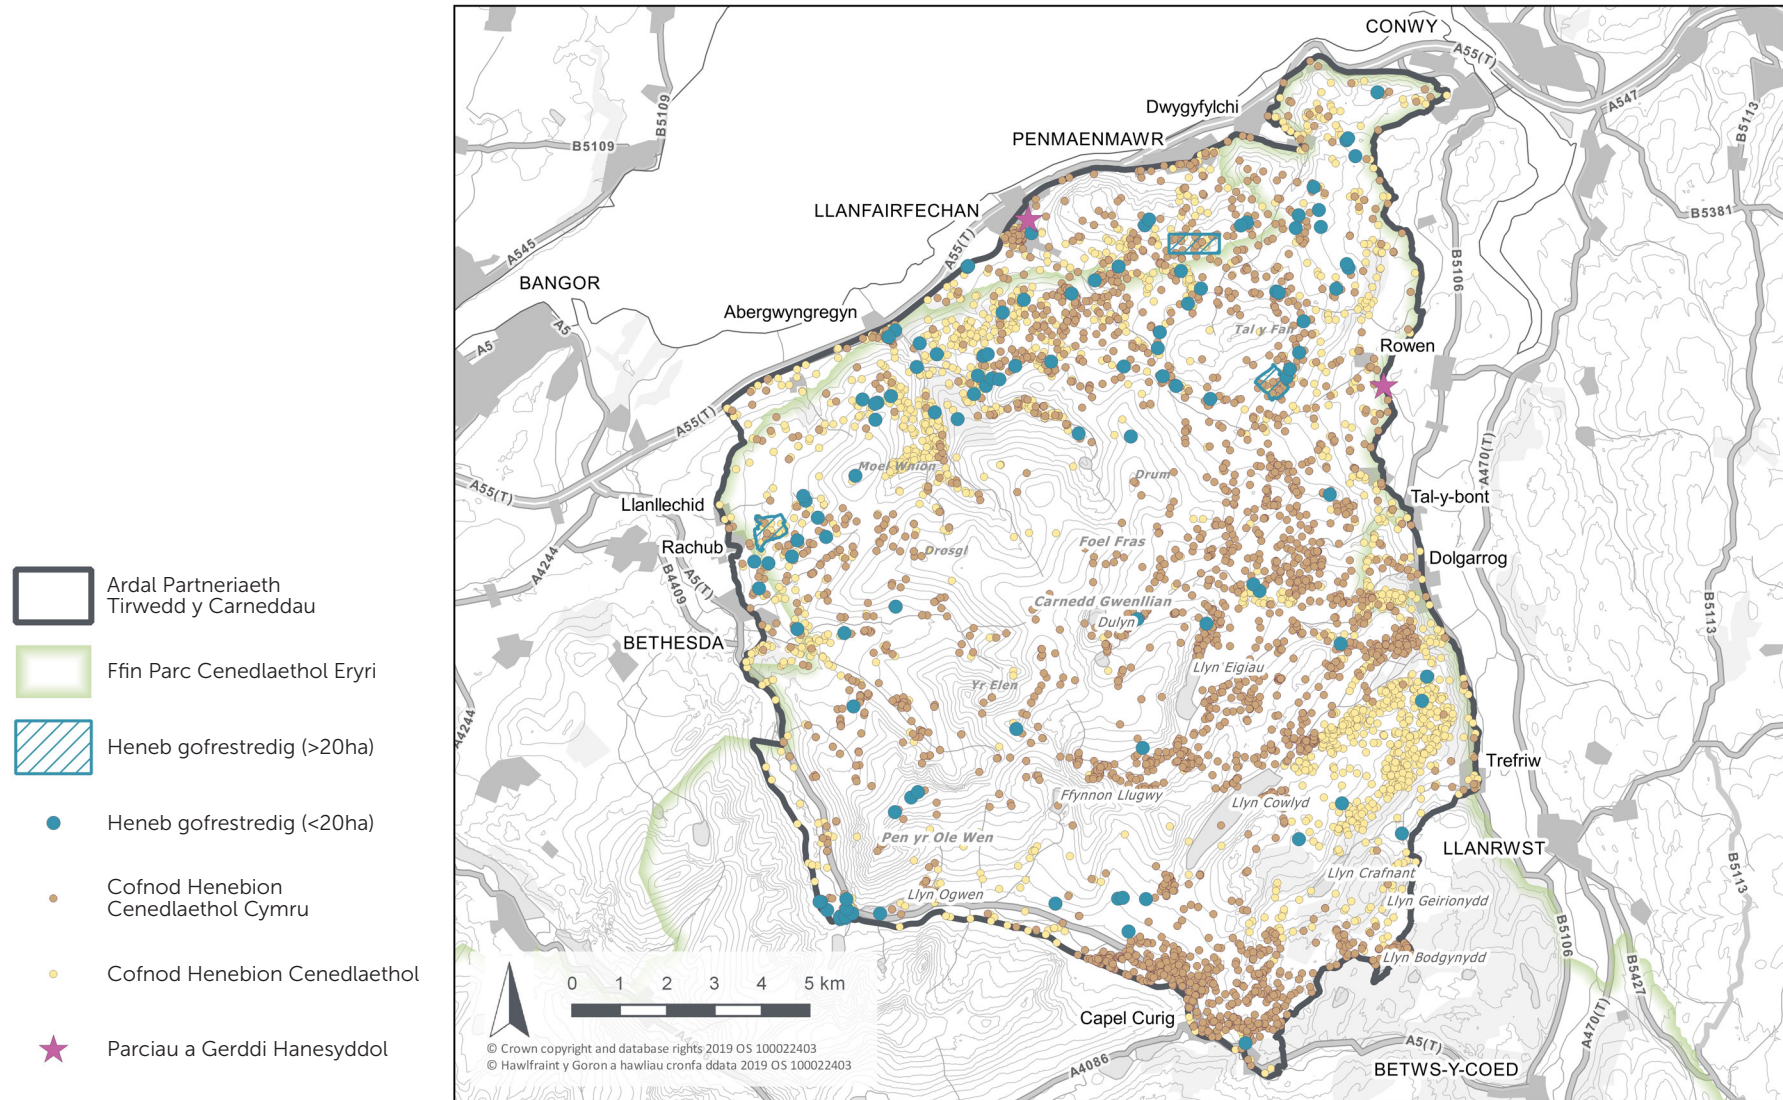 Ardal Partneriaeth
Tirwedd y Carneddau
Ffin Parc Cenedlaethol Eryri
Heneb gofrestredig (>20ha)
Heneb gofrestredig (<20ha)
Cofnod Henebion
Cenedlaethol Cymru
Cofnod Henebion Cenedlaethol
Parciau a Gerddi Hanesyddol
CONWY
A55(T)
Dwygyfylchi
A547
B5113
B5109
B5109
PENMAENMAWR
LLANFAIRFECHAN
A55(T)
B5381
A545
BANGOR
B5106
A5
A5
Abergwyngregyn
Tal y Fan
Rowen
A55(T)
A470(T)
Moel Wnion
Drum
A55(T)
Llanllechid
Tal-y-bont
Rachub
Drosgl
Foel Fras
Dolgarrog
A4244
A5(T)
B4409
Carnedd Gwenllian
Dulyn
B5113
BETHESDA
Llyn Eigiau
Yr Elen
A4244
Trefriw
Ffynnon Llugwy
Llyn Cowlyd
Pen yr Ole Wen
LLANRWST
Llyn Crafnant
B5113
Llyn Ogwen
Llyn Geirionydd
B5106
Llyn Bodgynydd
B5427
0 1 2 3 4 5 km
Capel Curig
A470(T)
A5(T)
A4086
BETWS-Y-COED
© Crown copyright and database rights 2019 OS 100022403
© Hawlfraint y Goron a hawliau cronfa ddata 2019 OS 100022403